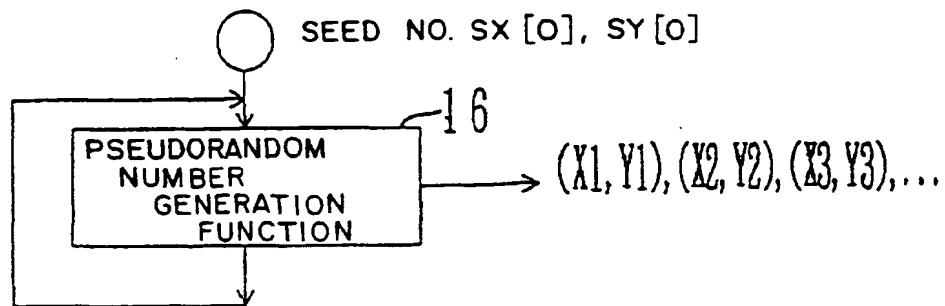 SEED NO. SX [0], SY [0]
16
PSEUDORANDOM
NUMBER
GENERATION
FUNCTION
(X1, Y1), (X2, Y2), (X3, Y3), ...